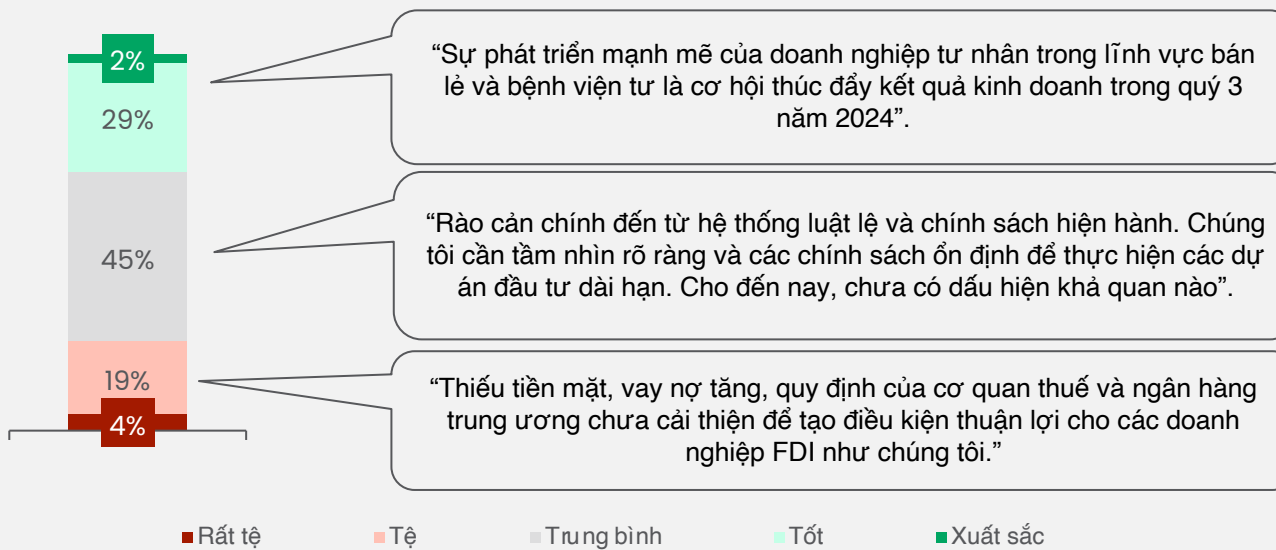 2%
“Sự phát triển mạnh mẽ của doanh nghiệp tư nhân trong lĩnh vực bán
lẻ và bệnh viện tư là cơ hội thúc đẩy kết quả kinh doanh trong quý 3
năm 2024”.
29%
“Rào cản chính đến từ hệ thống luật lệ và chính sách hiện hành. Chúng
tôi cần tầm nhìn rõ ràng và các chính sách ổn định để thực hiện các dự
án đầu tư dài hạn. Cho đến nay, chưa có dấu hiện khả quan nào”.
45%
“Thiếu tiền mặt, vay nợ tăng, quy định của cơ quan thuế và ngân hàng
trung ương chưa cải thiện để tạo điều kiện thuận lợi cho các doanh
nghiệp FDI như chúng tôi.”
19%
4%
Rất tệ
Tệ
Trung bình
Tốt
Xuất sắc